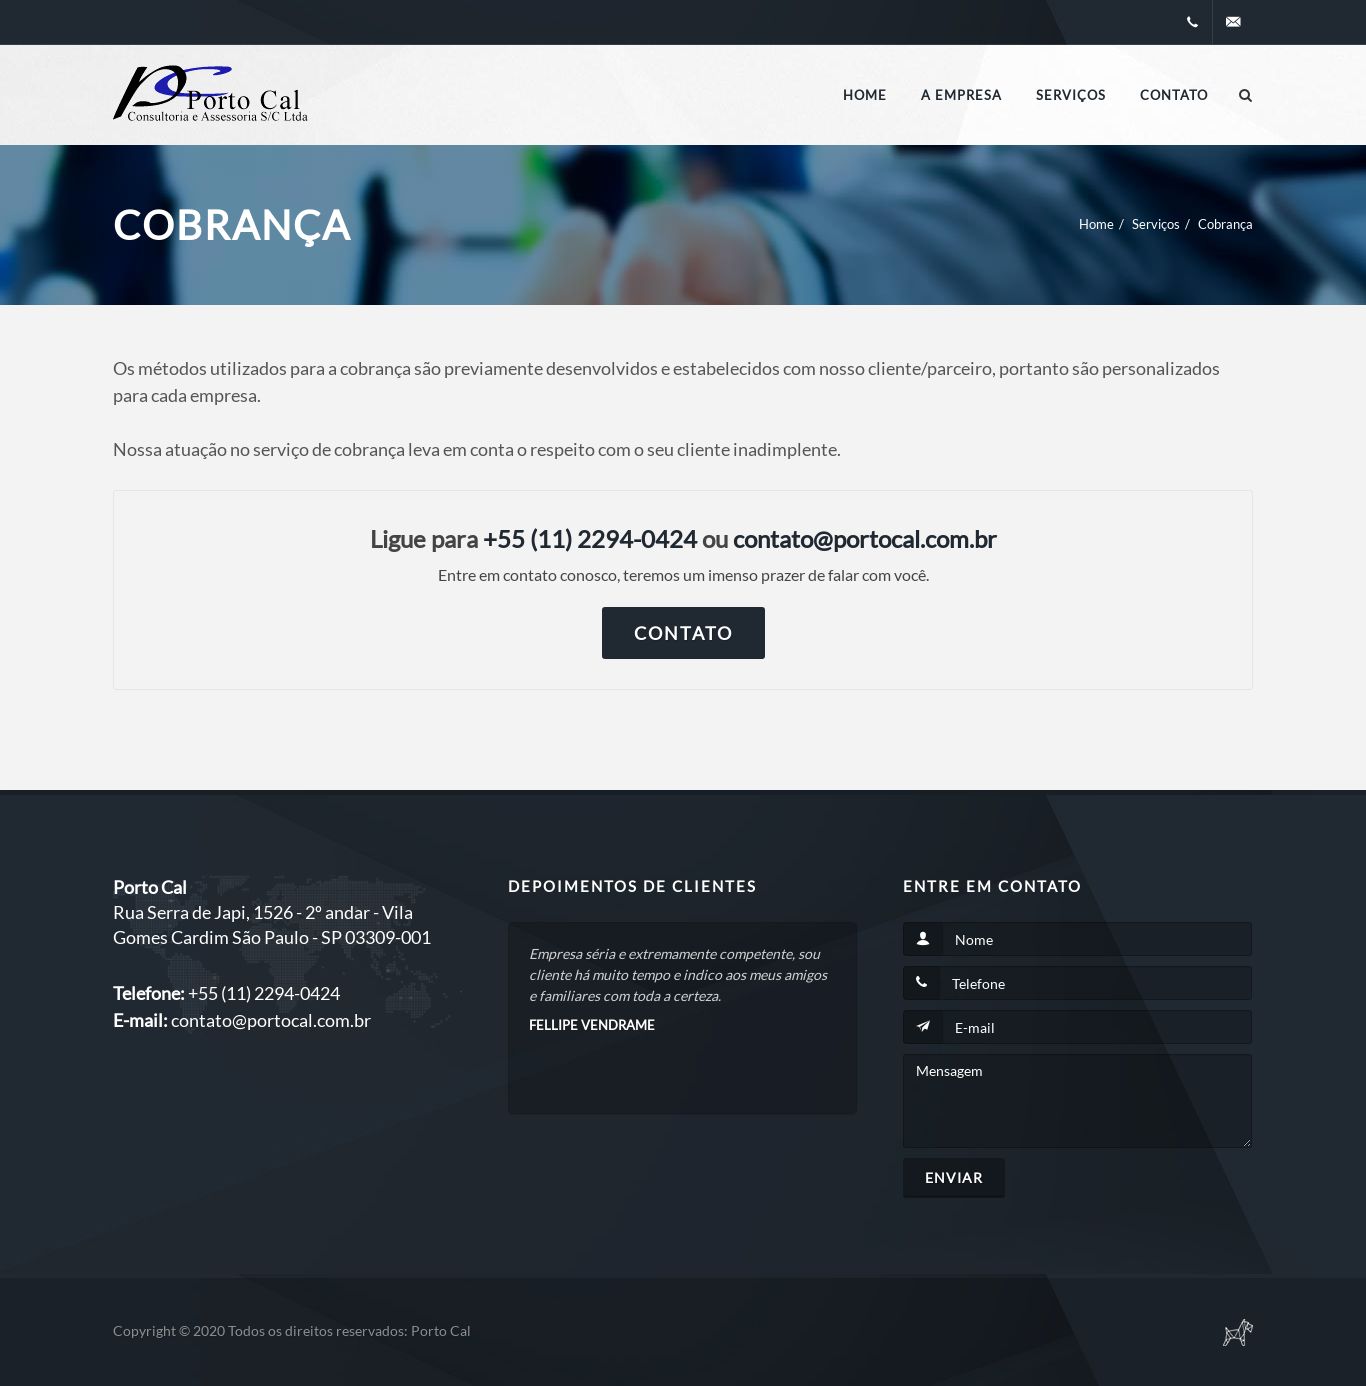 Porto Cal
Consultoria e Assessoria S/C Ltda
HOME
A EMPRESA
SERVIÇOS
CONTATO
COBRANÇA
Home / Serviços / Cobrança
Os métodos utilizados para a cobrança são previamente desenvolvidos e estabelecidos com nosso cliente/parceiro, portanto são personalizados
para cada empresa.
Nossa atuação no serviço de cobrança leva em conta o respeito com o seu cliente inadimplente.
Ligue para +55 (11) 2294-0424 ou contato@portocal.com.br
Entre em contato conosco, teremos um imenso prazer de falar com você.
CONTATO
Porto Cal
Rua Serra de Japi, 1526 - 2º andar - Vila
Gomes Cardim São Paulo - SP 03309-001
Telefone: +55 (11) 2294-0424
E-mail: contato@portocal.com.br
DEPOIMENTOS DE CLIENTES
Empresa séria e extremamente competente, sou
cliente há muito tempo e indico aos meus amigos
e familiares com toda a certeza.
FELLIPE VENDRAME
ENTRE EM CONTATO
Nome
Telefone
E-mail
Mensagem
ENVIAR
Copyright © 2020 Todos os direitos reservados: Porto Cal